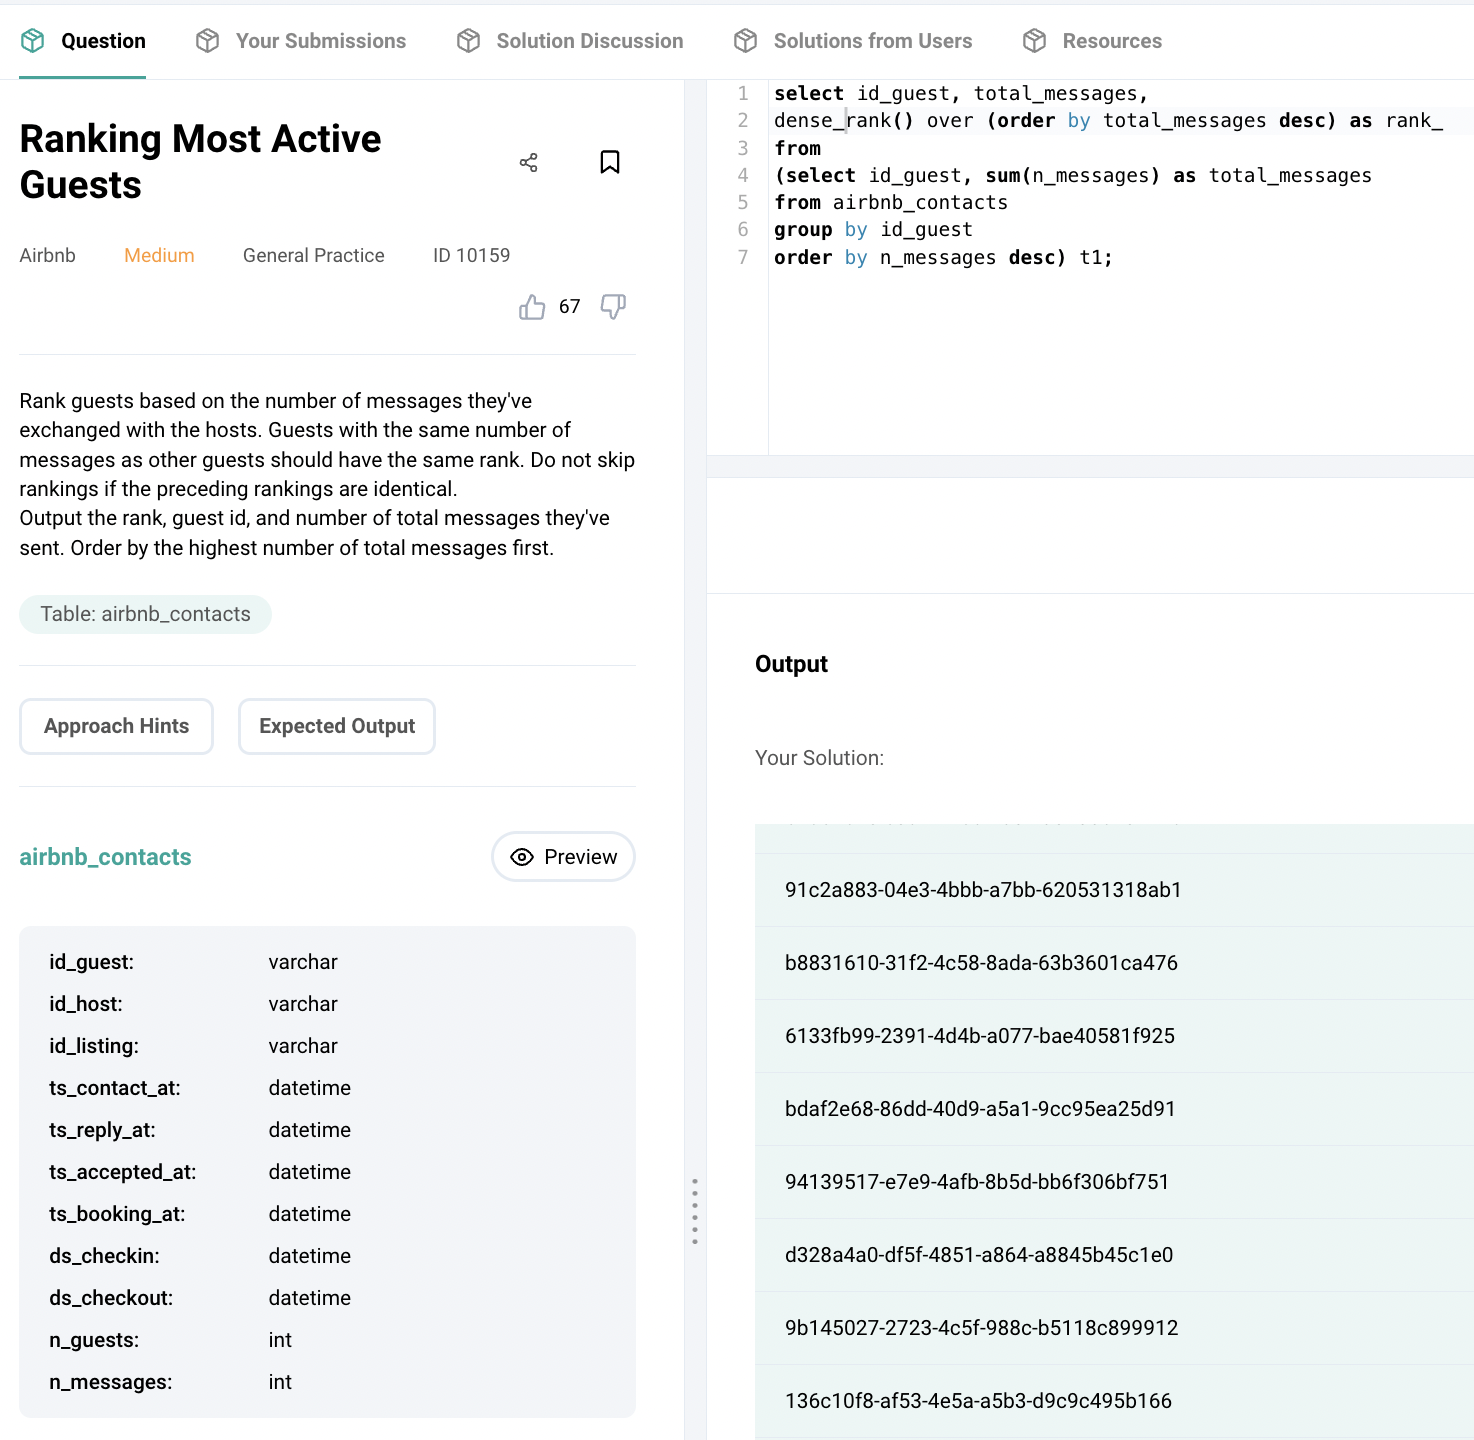 Question
Your Submissions
Solution Discussion
Solutions from Users
Resources
Ranking Most Active
Guests
Airbnb
Medium
General Practice
ID 10159
67
Rank guests based on the number of messages they've
exchanged with the hosts. Guests with the same number of
messages as other guests should have the same rank. Do not skip
rankings if the preceding rankings are identical.
Output the rank, guest id, and number of total messages they've
sent. Order by the highest number of total messages first.
Table: airbnb_contacts
Approach Hints
Expected Output
airbnb_contacts
Preview
id_guest: varchar
id_host: varchar
id_listing: varchar
ts_contact_at: datetime
ts_reply_at: datetime
ts_accepted_at: datetime
ts_booking_at: datetime
ds_checkin: datetime
ds_checkout: datetime
n_guests: int
n_messages: int
1 select id_guest, total_messages,
2 dense_rank() over (order by total_messages desc) as rank_
3 from
4 (select id_guest, sum(n_messages) as total_messages
5 from airbnb_contacts
6 group by id_guest
7 order by n_messages desc) t1;
Output
Your Solution:
91c2a883-04e3-4bbb-a7bb-620531318ab1
b8831610-31f2-4c58-8ada-63b3601ca476
6133fb99-2391-4d4b-a077-bae40581f925
bdaf2e68-86dd-40d9-a5a1-9cc95ea25d91
94139517-e7e9-4afb-8b5d-bb6f306bf751
d328a4a0-df5f-4851-a864-a8845b45c1e0
9b145027-2723-4c5f-988c-b5118c899912
136c10f8-af53-4e5a-a5b3-d9c9c495b166